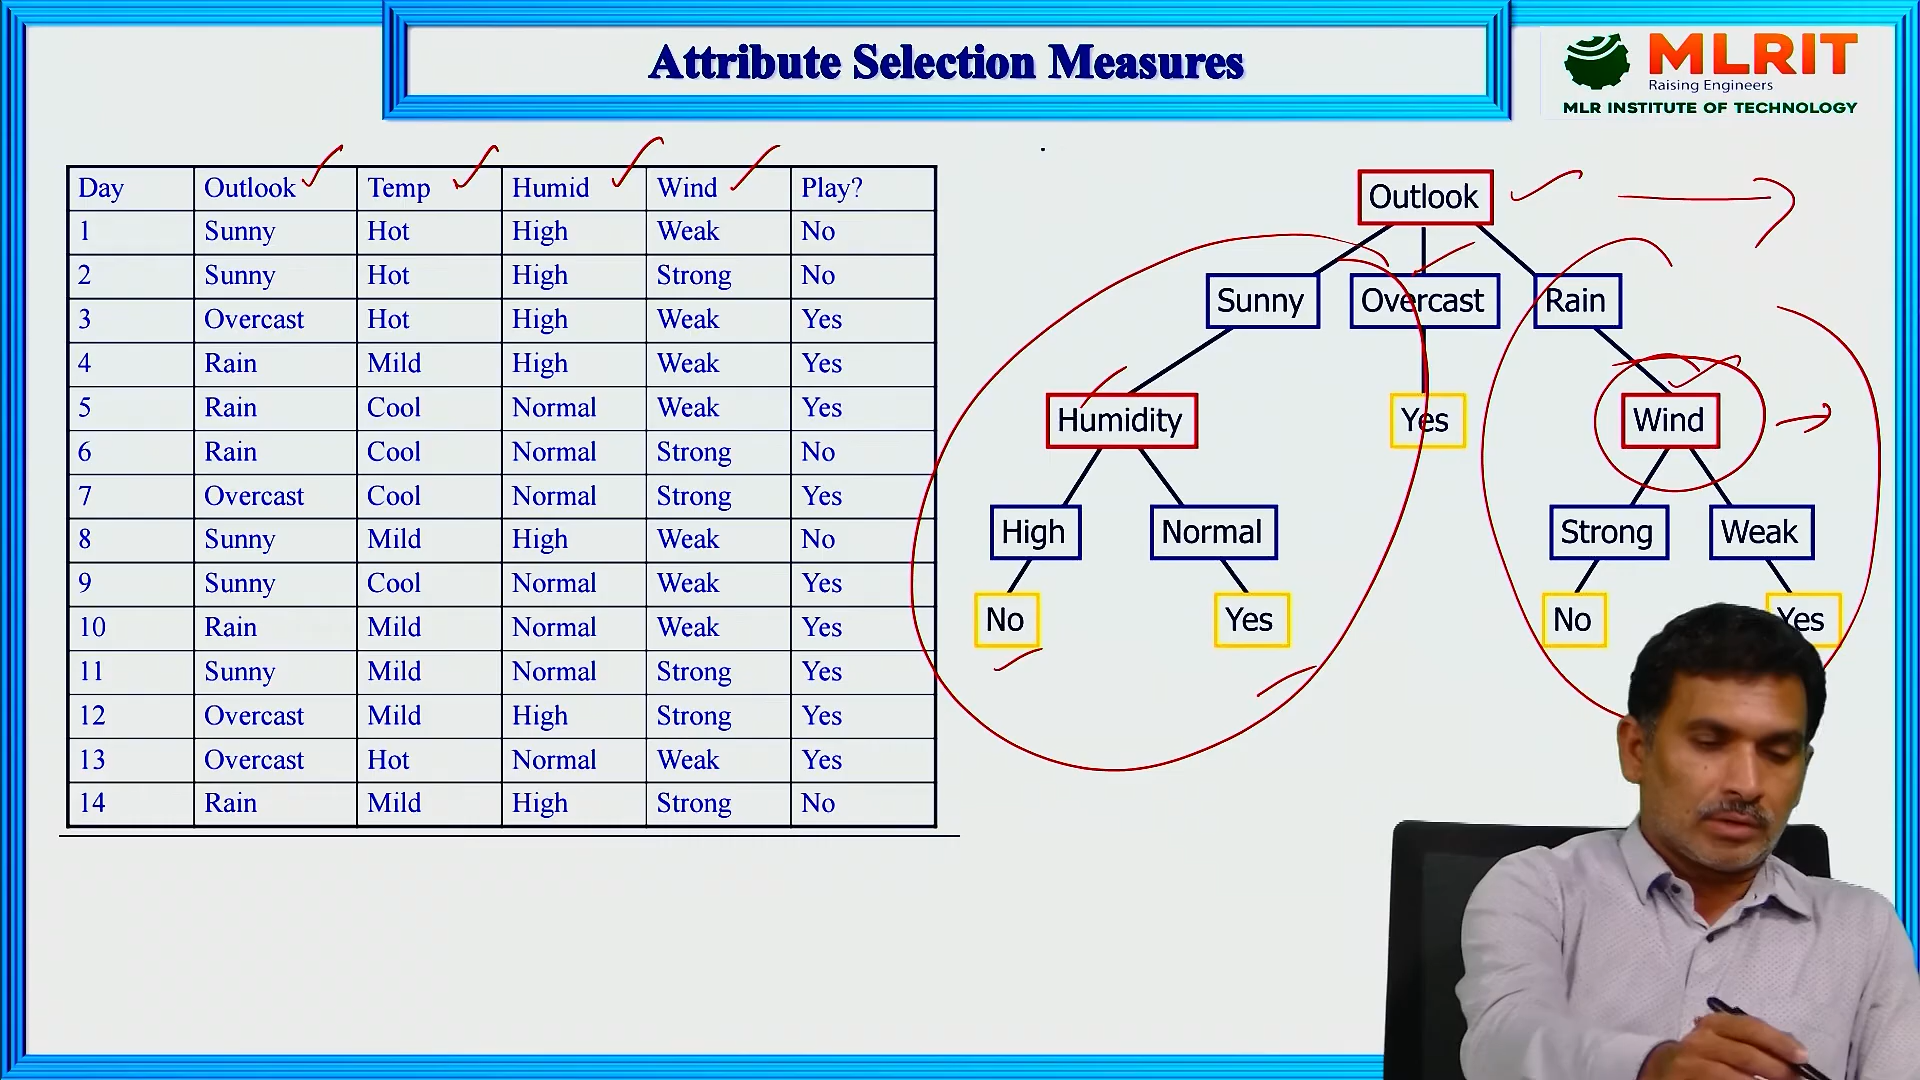 Attribute Selection Measures
MLRIT
Raising Engineers
MLR INSTITUTE OF TECHNOLOGY
Day Outlook Temp Humid Wind Play?
1 Sunny Hot High Weak No
2 Sunny Hot High Strong No
3 Overcast Hot High Weak Yes
4 Rain Mild High Weak Yes
5 Rain Cool Normal Weak Yes
6 Rain Cool Normal Strong No
7 Overcast Cool Normal Strong Yes
8 Sunny Mild High Weak No
9 Sunny Cool Normal Weak Yes
10 Rain Mild Normal Weak Yes
11 Sunny Mild Normal Strong Yes
12 Overcast Mild High Strong Yes
13 Overcast Hot Normal Weak Yes
14 Rain Mild High Strong No
Outlook
Sunny Overcast Rain
Humidity Yes Wind
High Normal Strong Weak
No Yes No Yes